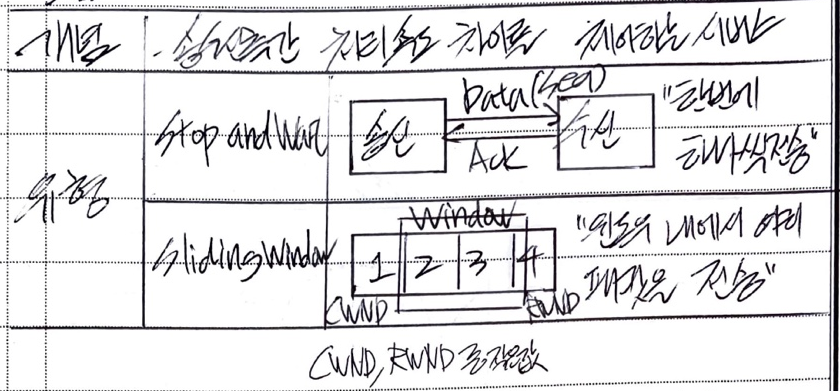 개념 송수신측간 처리속도 차이를 제어하는 기법
유형
Stop and Wait
송신
Data(Seq)
Ack
수신
"한번에
하나씩 전송"
Sliding Window
Window
1 2 3 4
CWND
RWND
"윈도우 내에서 여러
패킷을 전송"
CWND, RWND 중 작은값